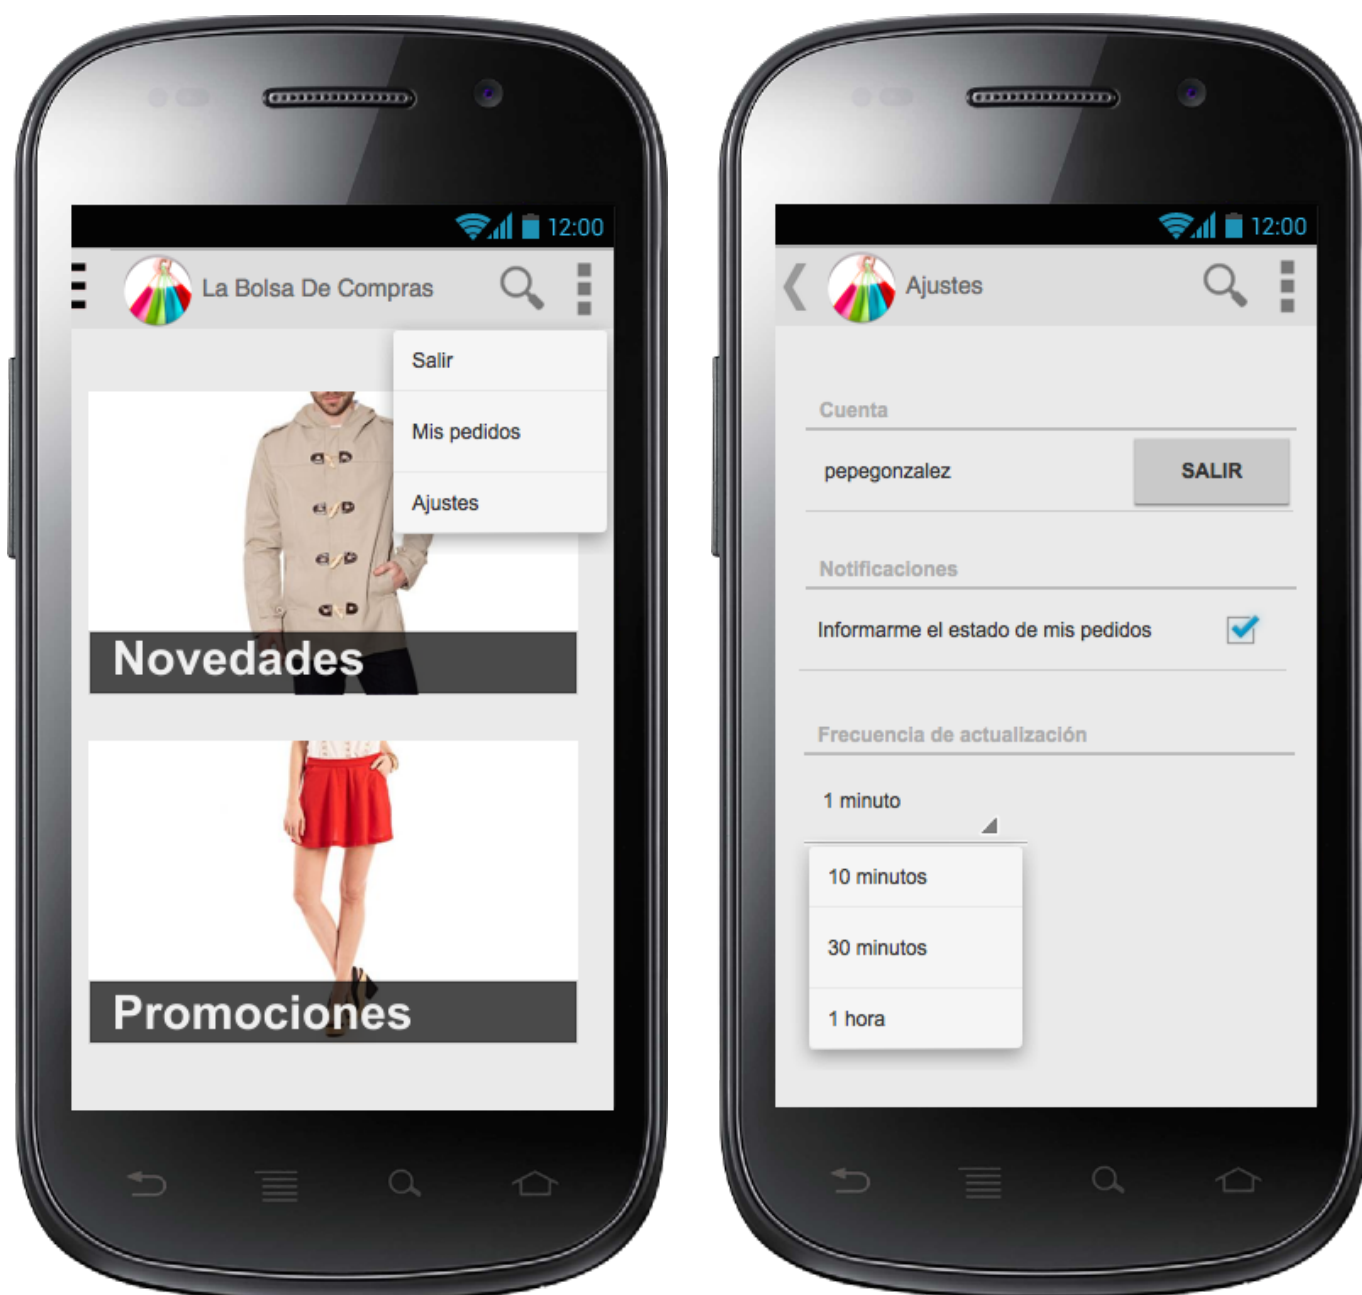 12:00
La Bolsa De Compras
Salir
Mis pedidos
Ajustes
Novedades
Promociones
12:00
Ajustes
Cuenta
pepegonzalez
SALIR
Notificaciones
Informarme el estado de mis pedidos
Frecuencia de actualización
1 minuto
10 minutos
30 minutos
1 hora